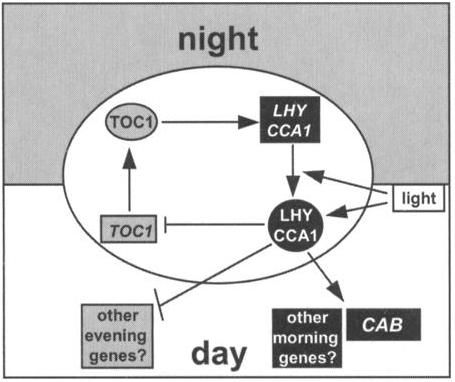 night
TOC1
LHY
CCA1
light
TOC1
LHY
CCA1
other
evening
genes?
other
morning
genes?
CAB
day